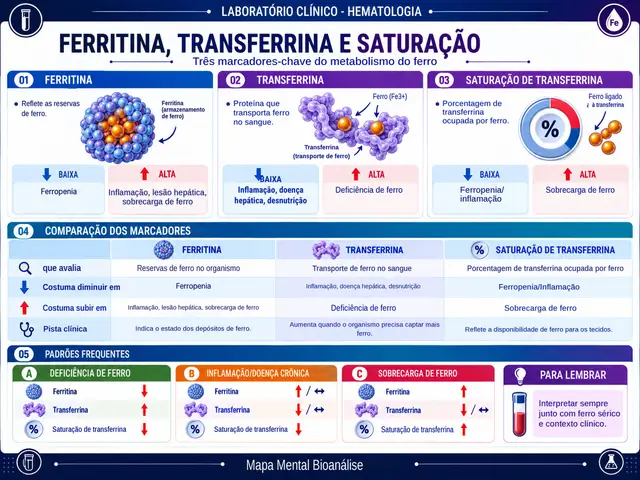 LABORATÓRIO CLÍNICO - HEMATOLOGIA
Fe
FERRITINA, TRANSFERRINA E SATURAÇÃO
Três marcadores-chave do metabolismo do ferro
01 FERRITINA
• Reflete as reservas
de ferro.
Ferritina
(armazenamento
de ferro)
BAIXA
Ferropenia
ALTA
Inflamação, lesão hepática,
sobrecarga de ferro
02 TRANSFERRINA
• Proteína que
transporta ferro
no sangue.
Ferro (Fe3+)
Transferrina
(transporte de ferro)
BAIXA
Inflamação, doença
hepática, desnutrição
ALTA
Deficiência de ferro
03 SATURAÇÃO DE TRANSFERRINA
• Porcentagem de
transferrina
ocupada por ferro.
%
Ferro ligado
à transferrina
BAIXA
Ferropenia/
inflamação
ALTA
Sobrecarga de ferro
04 COMPARAÇÃO DOS MARCADORES
FERRITINA TRANSFERRINA % SATURAÇÃO DE TRANSFERRINA
que avalia Reservas de ferro no organismo Transporte de ferro no sangue Porcentagem de transferrina ocupada por ferro
Costuma diminuir em Ferropenia Inflamação, doença hepática, desnutrição Ferropenia/Inflamação
Costuma subir em Inflamação, lesão hepática, sobrecarga de ferro Deficiência de ferro Sobrecarga de ferro
Pista clínica Indica o estado dos depósitos de ferro. Aumenta quando o organismo precisa captar mais
ferro. Reflete a disponibilidade de ferro para os tecidos.
05 PADRÕES FREQUENTES
A DEFICIÊNCIA DE FERRO
Ferritina ↓
Transferrina ↑
% Saturação de transferrina ↓
B INFLAMAÇÃO/DOENÇA CRÔNICA
Ferritina ↑ / ↔
Transferrina ↓ / ↔
% Saturação de transferrina ↓
C SOBRECARGA DE FERRO
Ferritina ↑
Transferrina ↓ / ↔
% Saturação de transferrina ↑
PARA LEMBRAR
Interpretar sempre
junto com ferro sérico
e contexto clínico.
Mapa Mental Bioanálise